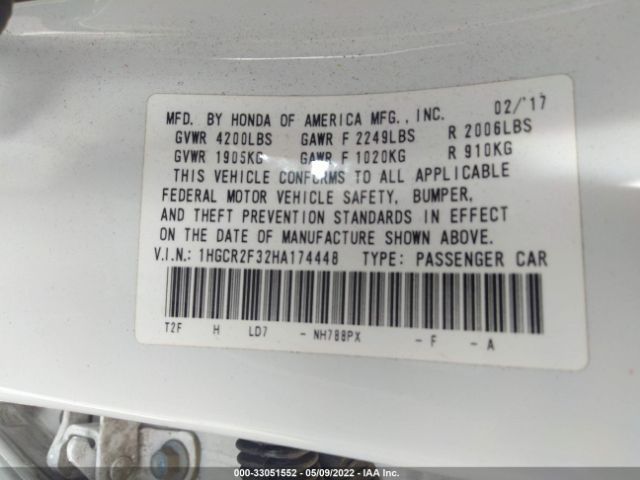 MFD. BY HONDA OF AMERICA MFG., INC. 02/'17
GVWR 4200LBS GAWR F 2249LBS R 2006LBS
GVWR 1905KG GAWR F 1020KG R 910KG
THIS VEHICLE CONFORMS TO ALL APPLICABLE
FEDERAL MOTOR VEHICLE SAFETY, BUMPER,
AND THEFT PREVENTION STANDARDS IN EFFECT
ON THE DATE OF MANUFACTURE SHOWN ABOVE.
V.I.N.: 1HGCR2F32HA174448 TYPE: PASSENGER CAR
T2F H LD7 - NH788PX - F - A
000-33051552 - 05/09/2022 - IAA Inc.